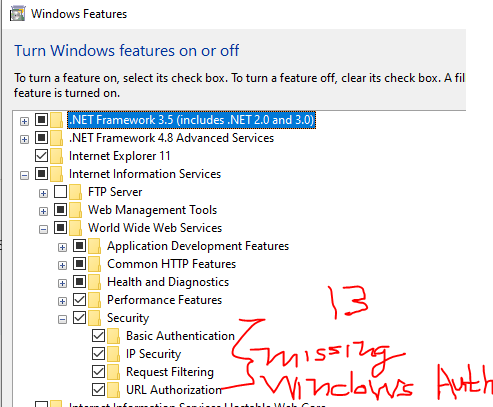 Windows Features
Turn Windows features on or off
To turn a feature on, select its check box. To turn a feature off, clear its check box. A fil
feature is turned on.
.NET Framework 3.5 (includes .NET 2.0 and 3.0)
.NET Framework 4.8 Advanced Services
Internet Explorer 11
Internet Information Services
FTP Server
Web Management Tools
World Wide Web Services
Application Development Features
Common HTTP Features
Health and Diagnostics
Performance Features
Security
Basic Authentication
IP Security
Request Filtering
URL Authorization
Internet Information Services Hostable Web Core
13
missing
windows Auth